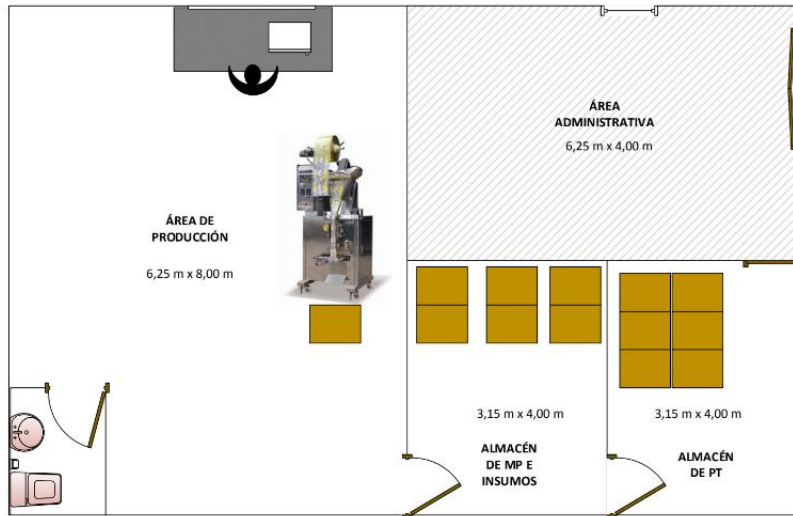 ÁREA
ADMINISTRATIVA
6,25 m x 4,00 m
ÁREA DE
PRODUCCIÓN
6,25 m x 8,00 m
3,15 m x 4,00 m
ALMACÉN
DE MP E
INSUMOS
3,15 m x 4,00 m
ALMACÉN
DE PT